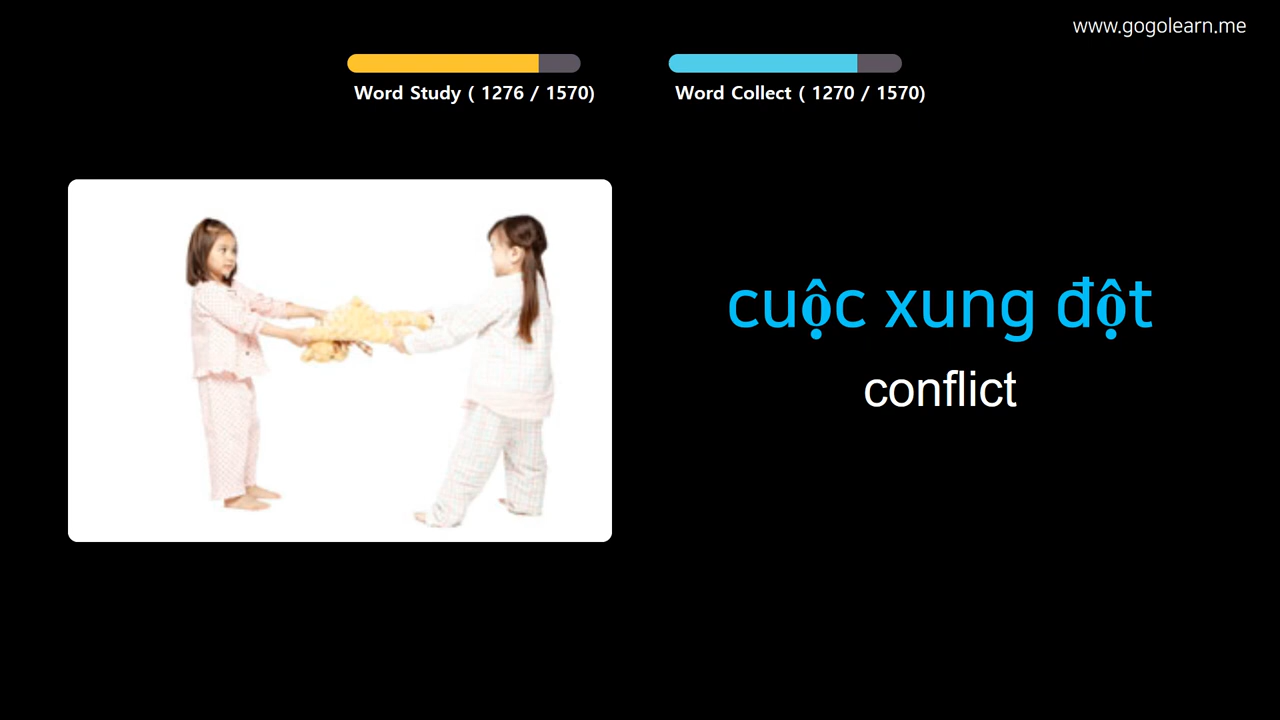 www.gogolearn.me
Word Study ( 1276 / 1570)
Word Collect ( 1270 / 1570)
cuộc xung đột
conflict